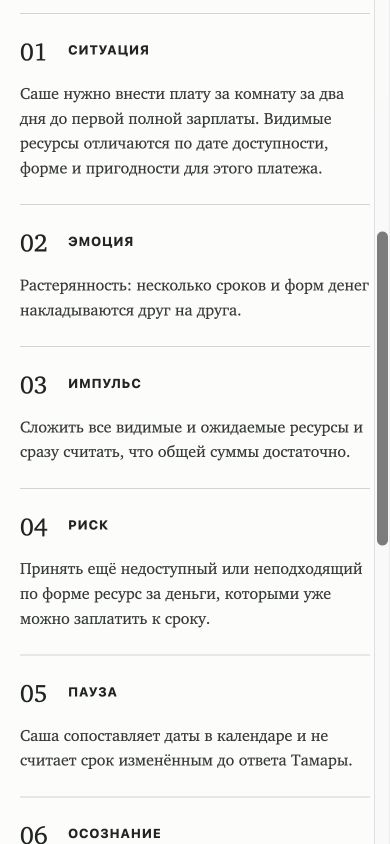 01 СИТУАЦИЯ
Саше нужно внести плату за комнату за два
дня до первой полной зарплаты. Видимые
ресурсы отличаются по дате доступности,
форме и пригодности для этого платежа.
02 ЭМОЦИЯ
Растерянность: несколько сроков и форм денег
накладываются друг на друга.
03 ИМПУЛЬС
Сложить все видимые и ожидаемые ресурсы и
сразу считать, что общей суммы достаточно.
04 РИСК
Принять ещё недоступный или неподходящий
по форме ресурс за деньги, которыми уже
можно заплатить к сроку.
05 ПАУЗА
Саша сопоставляет даты в календаре и не
считает срок изменённым до ответа Тамары.
06 ОСОЗНАНИЕ